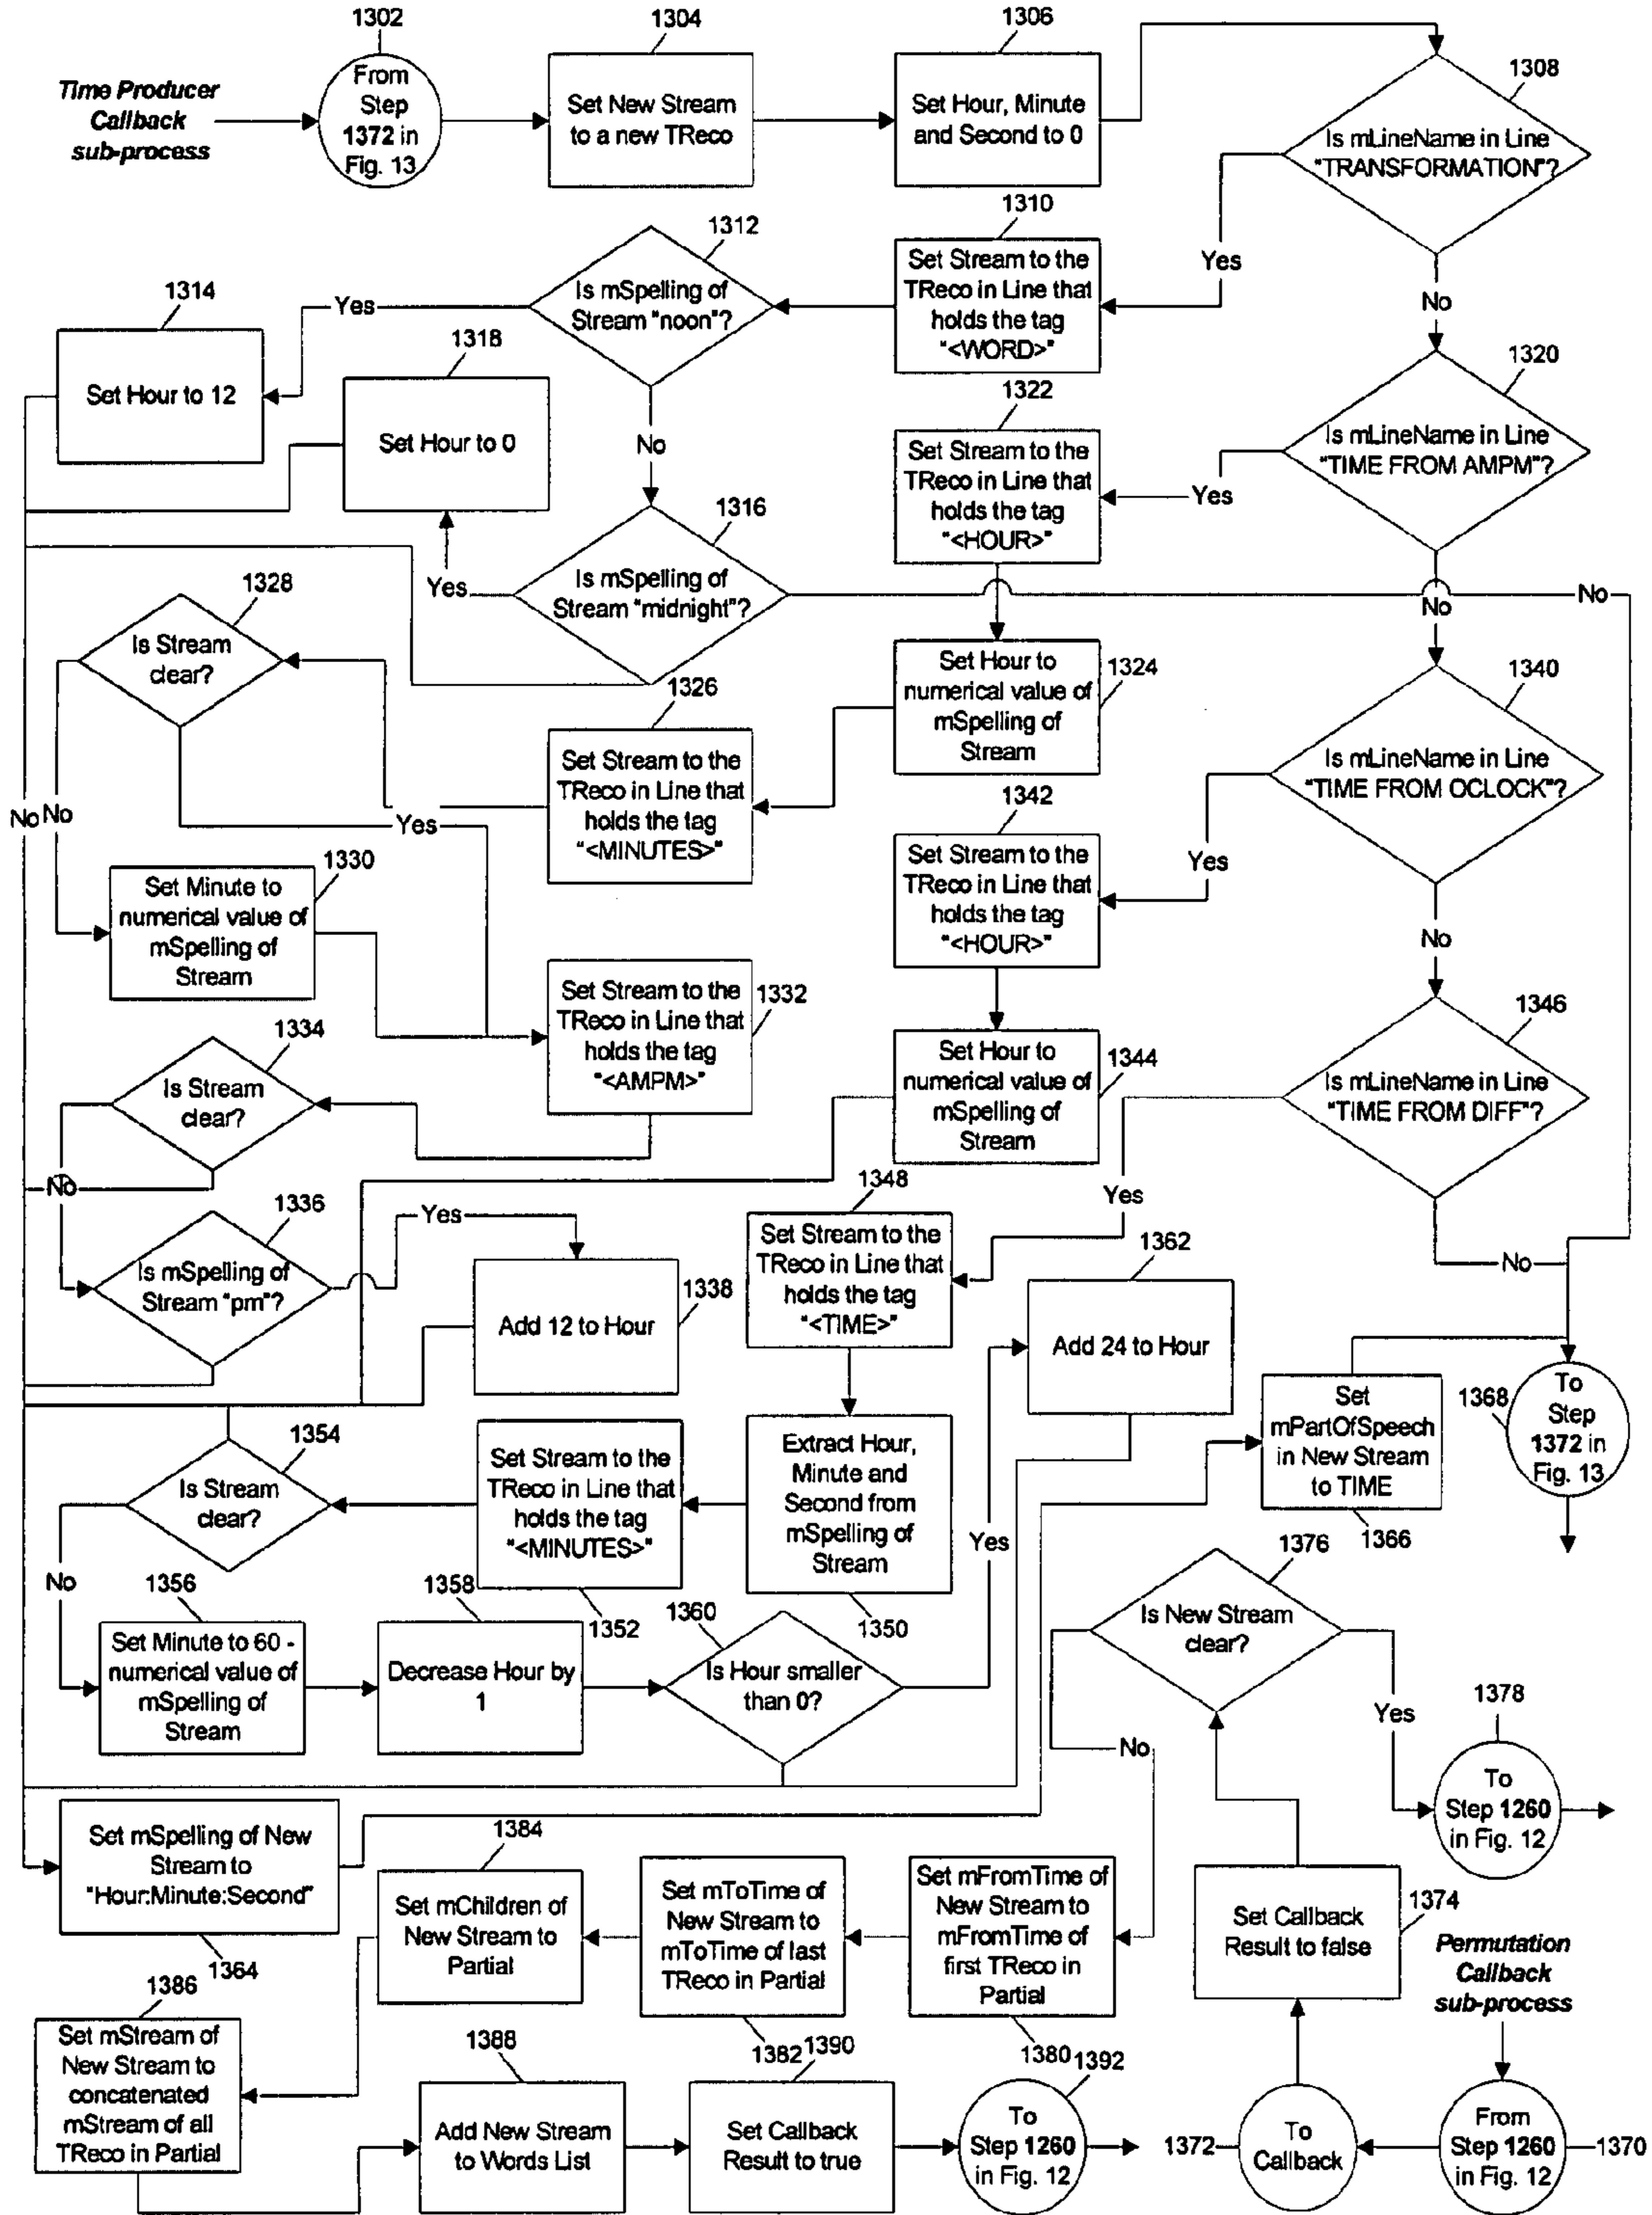 1302
1304
1306
1308
Time Producer
Callback
sub-process
From
Step
1372 in
Fig. 13
Set New Stream
to a new TReco
Set Hour, Minute
and Second to 0
Is mLineName in Line
"TRANSFORMATION"?
1310
1312
1314
Yes
Is mSpelling of
Stream "noon"?
Set Stream to the
TReco in Line that
holds the tag
"<WORD>"
Yes
No
1318
1320
1322
Set Hour to 12
Set Hour to 0
No
Set Stream to the
TReco in Line that
holds the tag
"<HOUR>"
Yes
Is mLineName in Line
"TIME FROM AMPM"?
1316
1328
Yes
Is mSpelling of
Stream "midnight"?
No
No
Is Stream
clear?
1326
Set Hour to
numerical value of
mSpelling of
Stream
1324
1340
Set Stream to the
TReco in Line that
holds the tag
"<MINUTES>"
Is mLineName in Line
"TIME FROM OCLOCK"?
1342
No
No
Yes
1330
Set Minute to
numerical value of
mSpelling of
Stream
Set Stream to the
TReco in Line that
holds the tag
"<HOUR>"
Yes
No
1334
Set Stream to the
TReco in Line that
holds the tag
"<AMPM>"
1332
1346
Is Stream
clear?
Set Hour to
numerical value of
mSpelling of
Stream
1344
Is mLineName in Line
"TIME FROM DIFF"?
No
1336
Yes
1348
Yes
1362
Is mSpelling of
Stream "pm"?
Add 12 to Hour
1338
Set Stream to the
TReco in Line that
holds the tag
"<TIME>"
Add 24 to Hour
No
1354
Is Stream
clear?
Set Stream to the
TReco in Line that
holds the tag
"<MINUTES>"
Extract Hour,
Minute and
Second from
mSpelling of
Stream
Set
mPartOfSpeech
in New Stream
to TIME
1368
To
Step
1372 in
Fig. 13
Yes
1366
1376
No
1356
1358
1352
1360
1350
Is New Stream
clear?
Set Minute to 60 -
numerical value of
mSpelling of
Stream
Decrease Hour by
1
Is Hour smaller
than 0?
Yes
1378
No
To
Step 1260
in Fig. 12
Set mSpelling of New
Stream to
"Hour:Minute:Second"
1364
1384
Set mChildren of
New Stream to
Partial
Set mToTime of
New Stream to
mToTime of last
TReco in Partial
Set mFromTime of
New Stream to
mFromTime of
first TReco in
Partial
Set Callback
Result to false
1374
Permutation
Callback
sub-process
1386
1388
1382
1390
1380
1392
Set mStream of
New Stream to
concatenated
mStream of all
TReco in Partial
Add New Stream
to Words List
Set Callback
Result to true
To
Step 1260
in Fig. 12
1372
To
Callback
From
Step 1260
in Fig. 12
1370